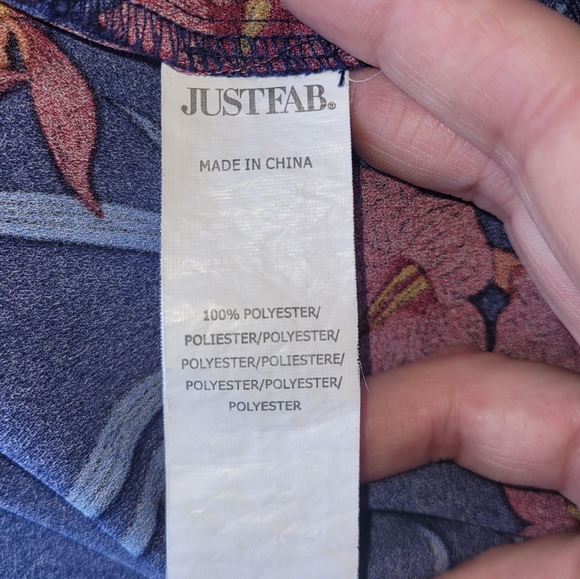 JUSTFAB®
MADE IN CHINA
100% POLYESTER/
POLIESTER/POLYESTER/
POLYESTER/POLIESTERE/
POLYESTER/POLYESTER/
POLYESTER